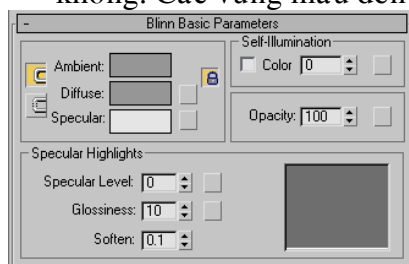 không. Các vùng màu đen
- Blinn Basic Parameters
Self-Illumination
Ambient:
Color 0
Diffuse:
Specular:
Opacity: 100
Specular Highlights
Specular Level: 0
Glossiness: 10
Soften: 0.1